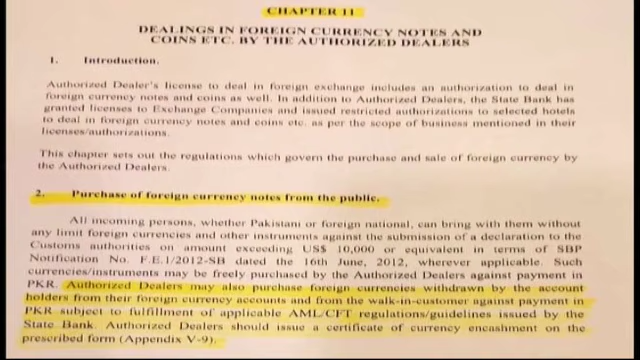 CHAPTER 11
DEALINGS IN FOREIGN CURRENCY NOTES AND
COINS ETC. BY THE AUTHORIZED DEALERS
1. Introduction.
Authorized Dealer's license to deal in foreign exchange includes an authorization to deal in
foreign currency notes and coins as well. In addition to Authorized Dealers, the State Bank has
granted licenses to Exchange Companies and issued restricted authorizations to selected hotels
to deal in foreign currency notes and coins etc. as per the scope of business mentioned in their
licenses/authorizations.
This chapter sets out the regulations which govern the purchase and sale of foreign currency by
the Authorized Dealers.
2. Purchase of foreign currency notes from the public.
All incoming persons, whether Pakistani or foreign national, can bring with them without
any limit foreign currencies and other instruments against the submission of a declaration to the
Customs authorities on amount exceeding US$ 10,000 or equivalent in terms of SBP
Notification No. F.E.1/2012-SB dated the 16th June, 2012, wherever applicable. Such
currencies/instruments may be freely purchased by the Authorized Dealers against payment in
PKR. Authorized Dealers may also purchase foreign currencies withdrawn by the account
holders from their foreign currency accounts and from the walk-in-customer against payment in
PKR subject to fulfillment of applicable AML/CFT regulations/guidelines issued by the
State Bank. Authorized Dealers should issue a certificate of currency encashment on the
prescribed form (Appendix V-9).